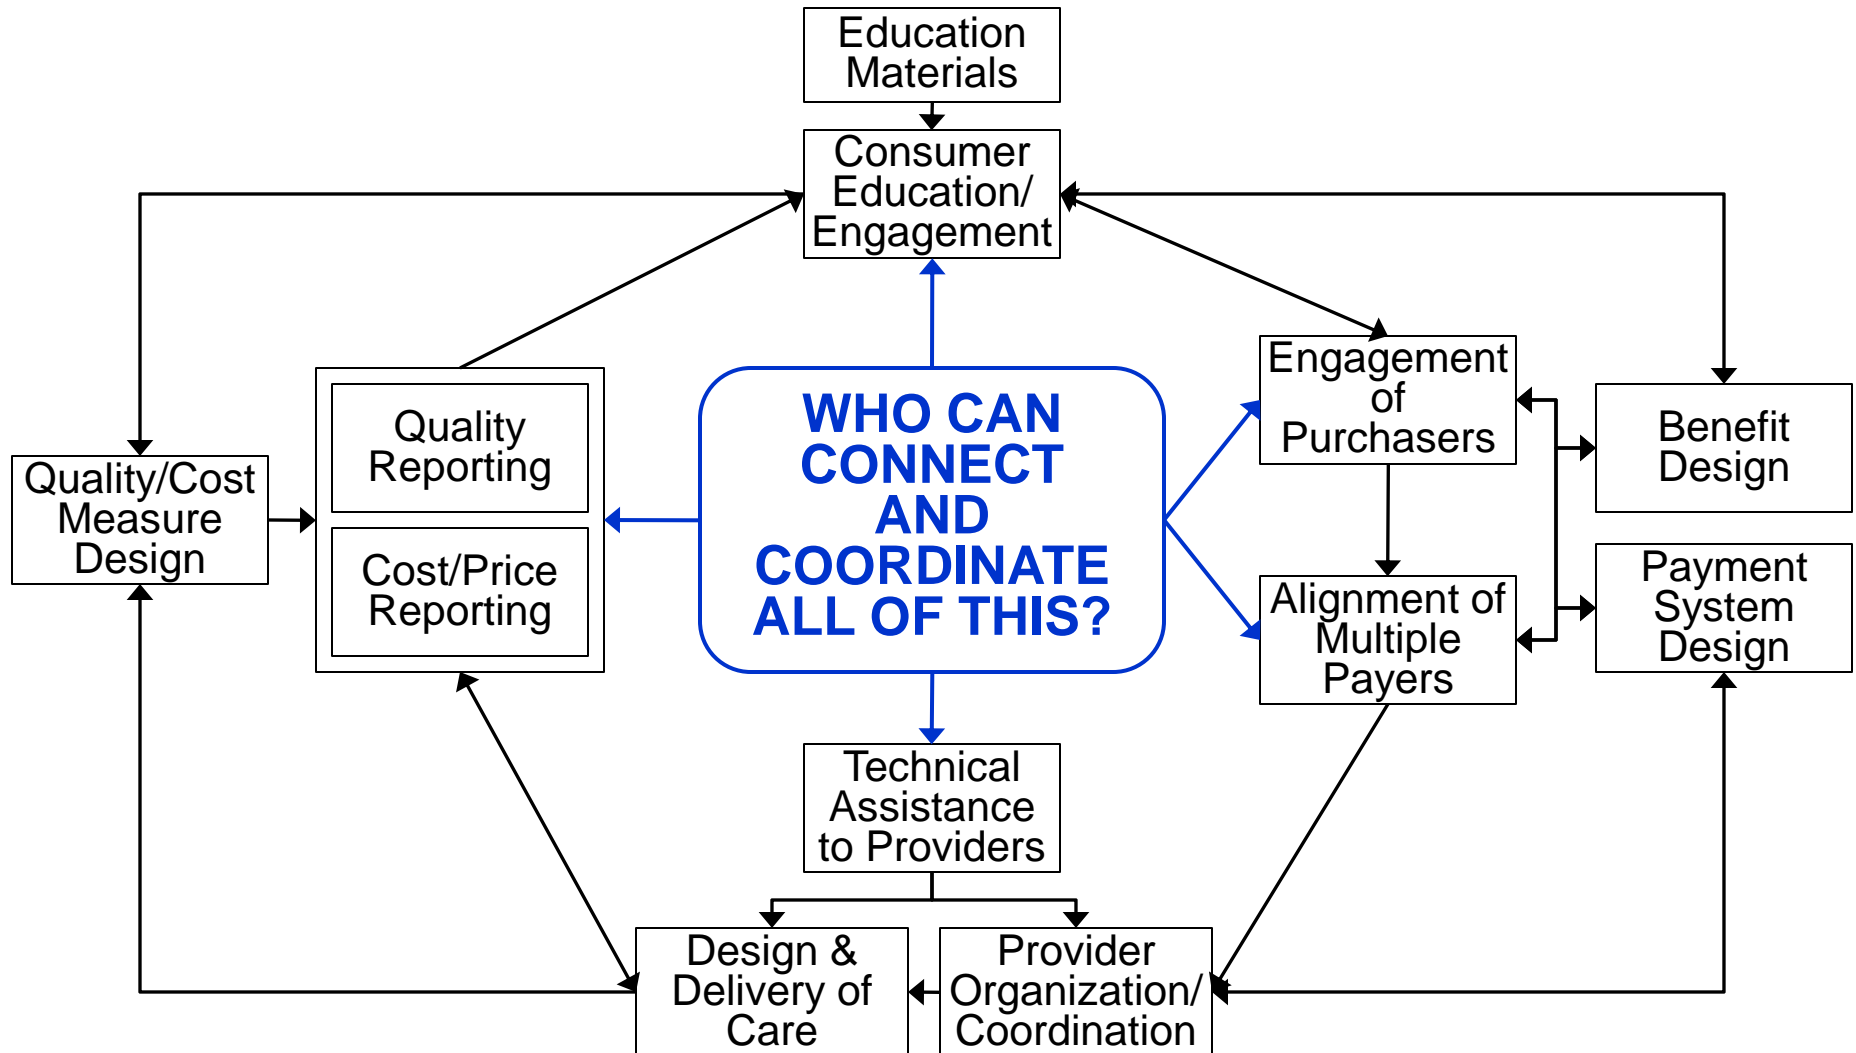 Education
Materials
Consumer
Education/
Engagement
Quality/Cost
Measure
Design
Quality
Reporting
Cost/Price
Reporting
WHO CAN
CONNECT
AND
COORDINATE
ALL OF THIS?
Engagement
of
Purchasers
Alignment of
Multiple
Payers
Benefit
Design
Payment
System
Design
Technical
Assistance
to Providers
Design &
Delivery of
Care
Provider
Organization/
Coordination